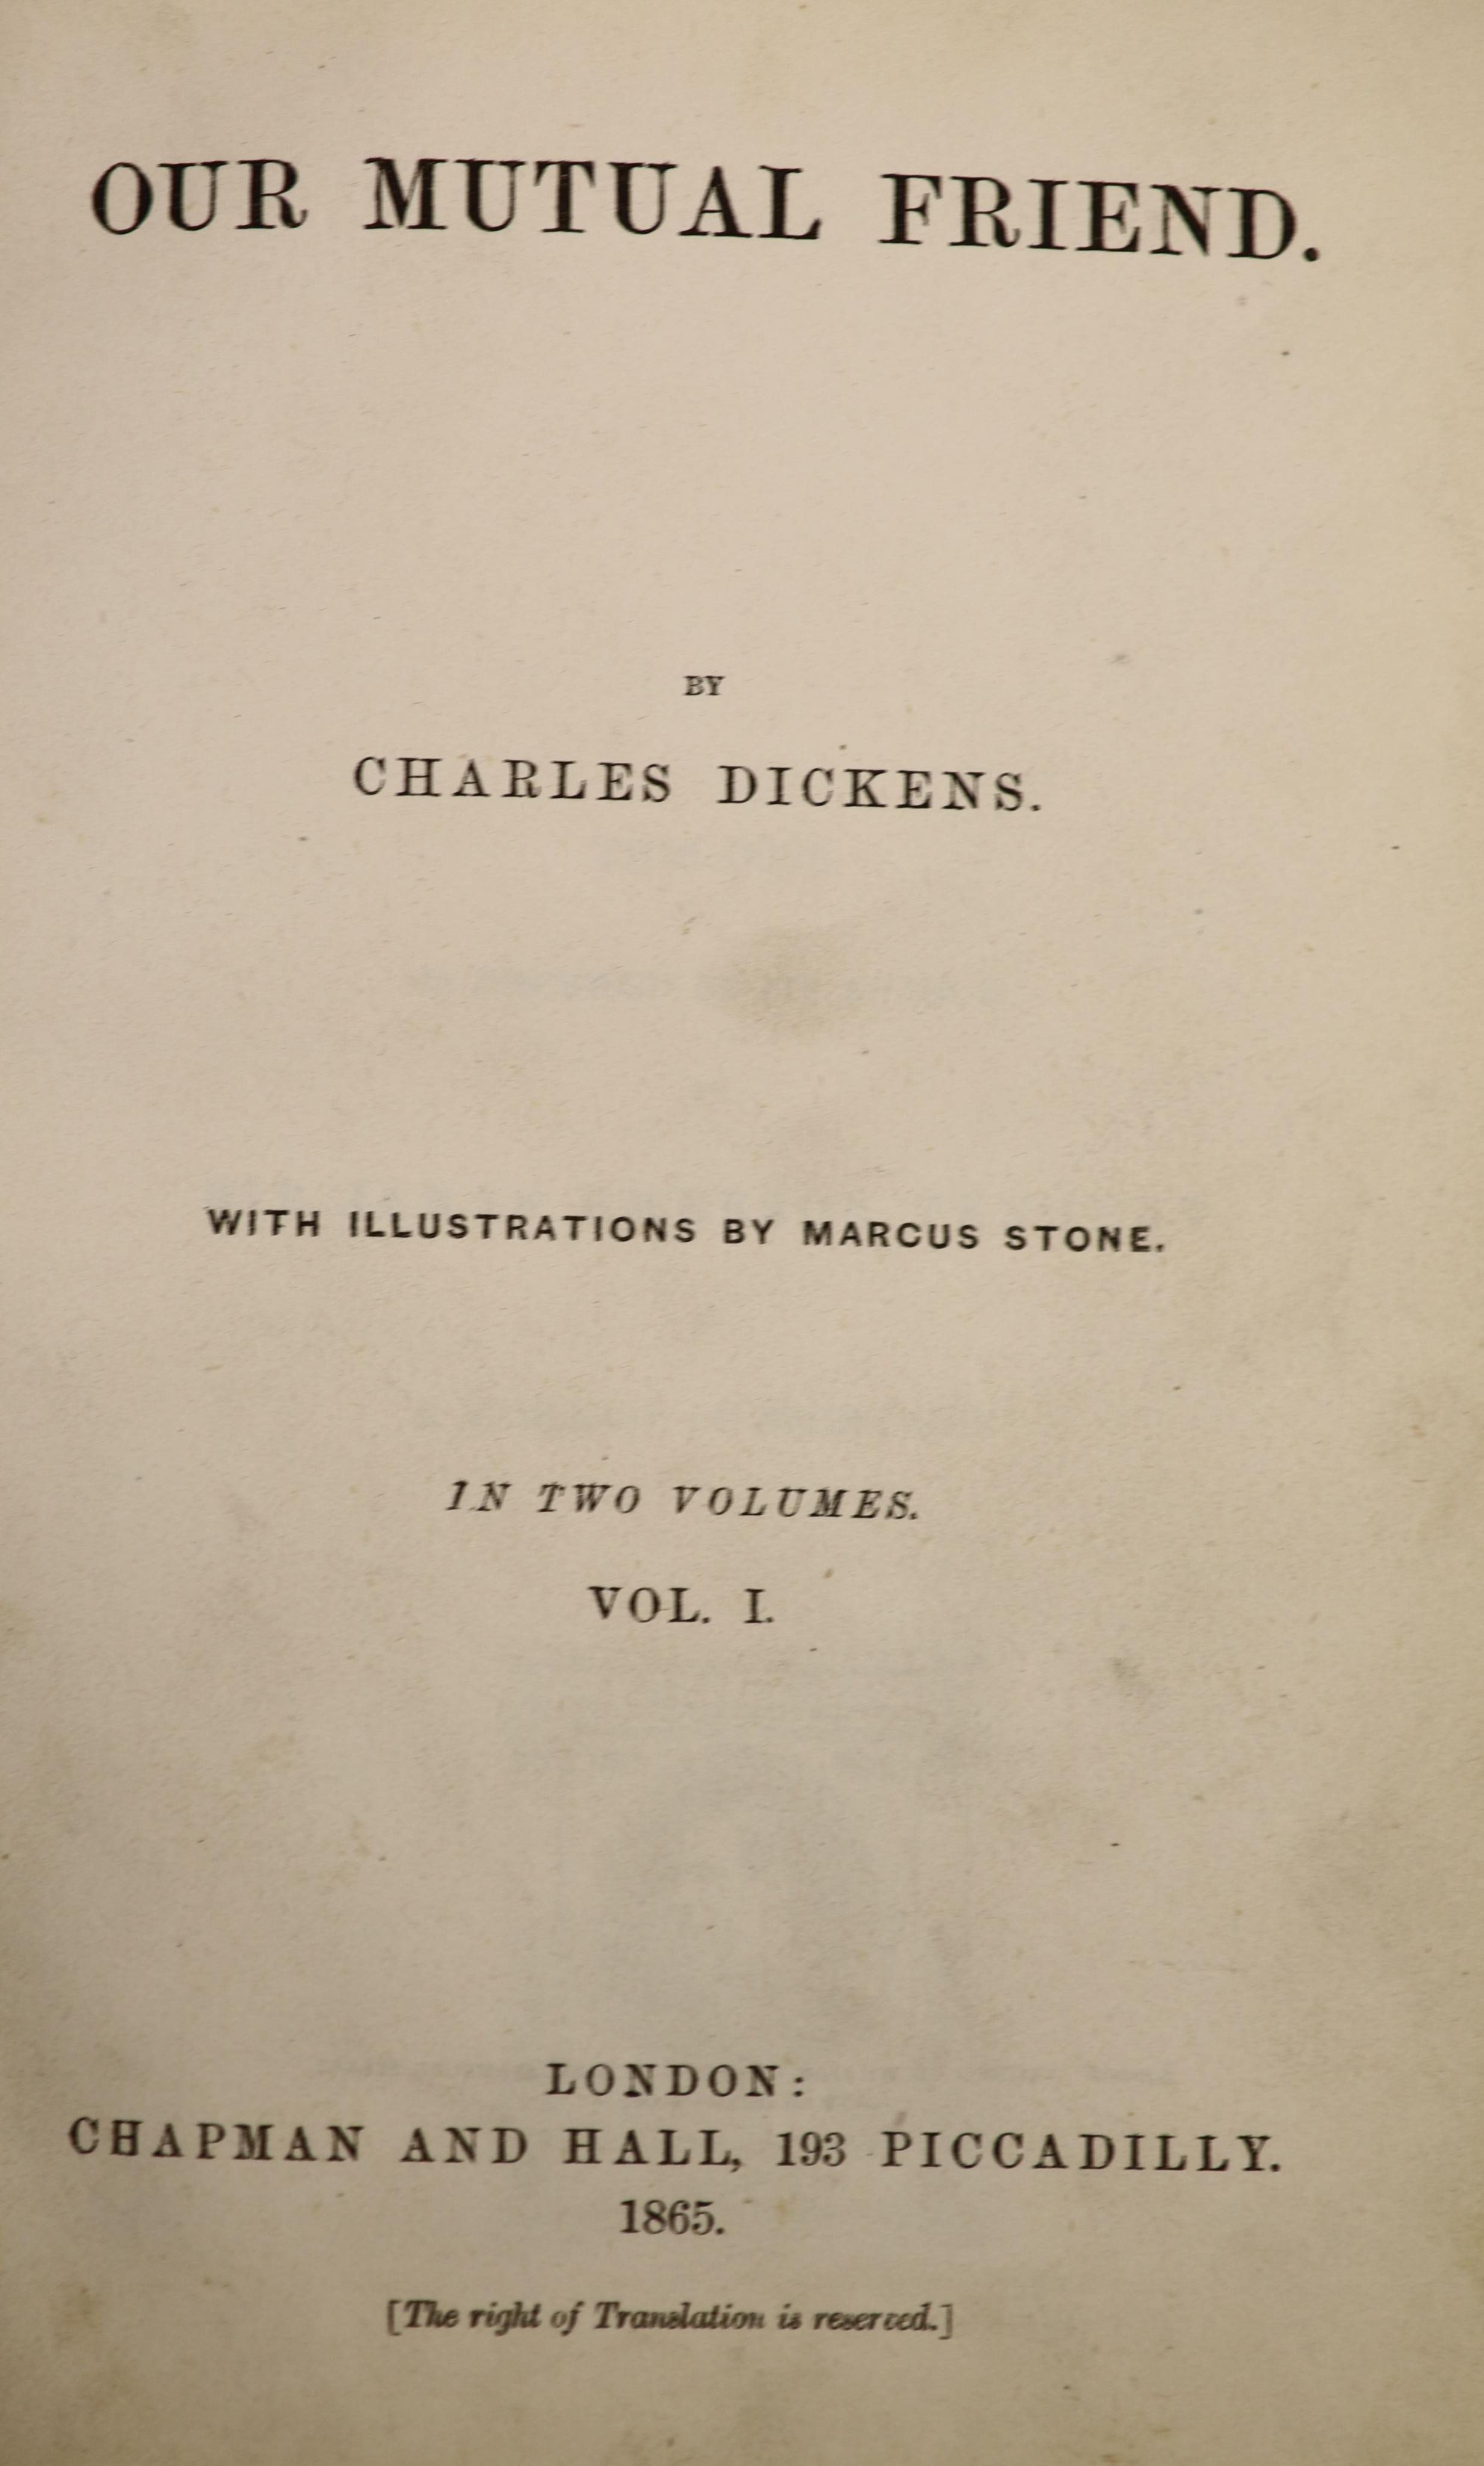 OUR MUTUAL FRIEND.
BY
CHARLES DICKENS.
WITH ILLUSTRATIONS BY MARCUS STONE.
IN TWO VOLUMES.
VOL. I.
LONDON:
CHAPMAN AND HALL, 193 PICCADILLY.
1865.
[The right of Translation is reserved.]